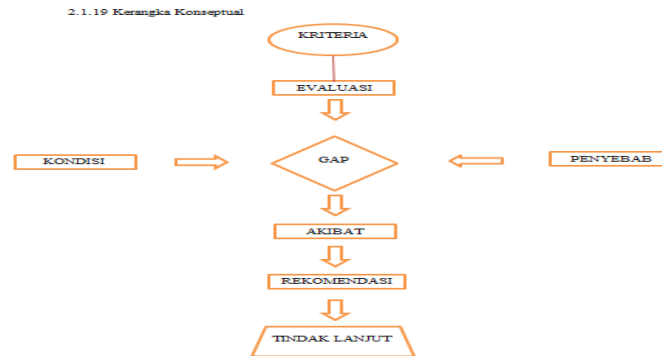 2.1.19 Kerangka Konseptual
KRITERIA
EVALUASI
KONDISI
GAP
PENYEBAB
AKIBAT
REKOMENDASI
TINDAK LANJUT